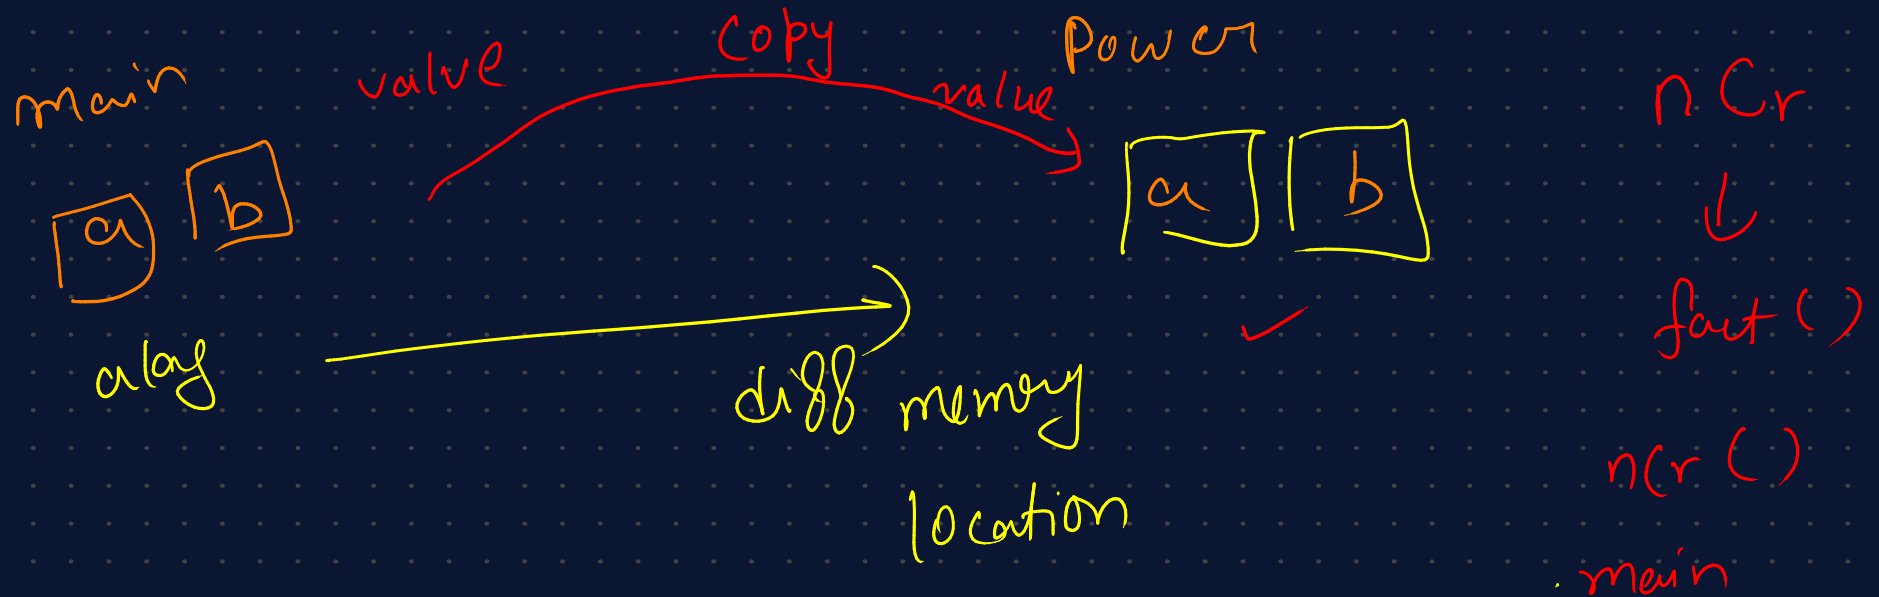 main
value
Copy
value
Power
a
b
a
b
diff memory
location
nCr
fact()
nCr()
main